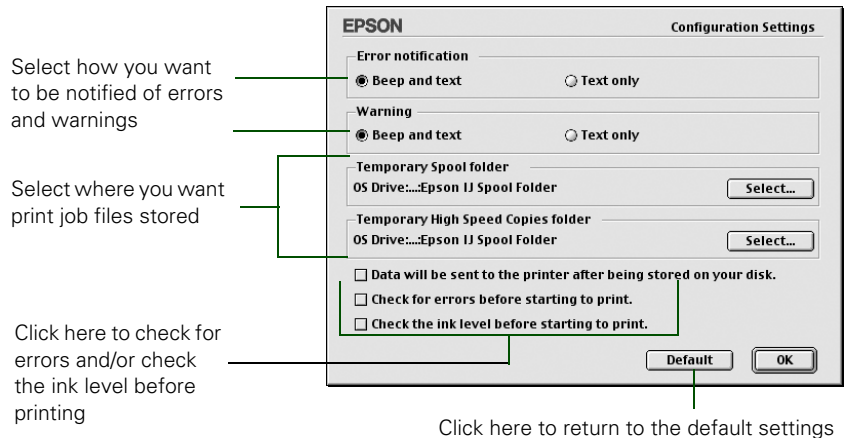 EPSON
Configuration Settings
Error notification
Beep and text
Text only
Warning
Beep and text
Text only
Temporary Spool folder
OS Drive:...:Epson IJ Spool Folder
Select...
Temporary High Speed Copies folder
OS Drive:...:Epson IJ Spool Folder
Select...
Data will be sent to the printer after being stored on your disk.
Check for errors before starting to print.
Check the ink level before starting to print.
Default
OK
Select how you want
to be notified of errors
and warnings
Select where you want
print job files stored
Click here to check for
errors and/or check
the ink level before
printing
Click here to return to the default settings